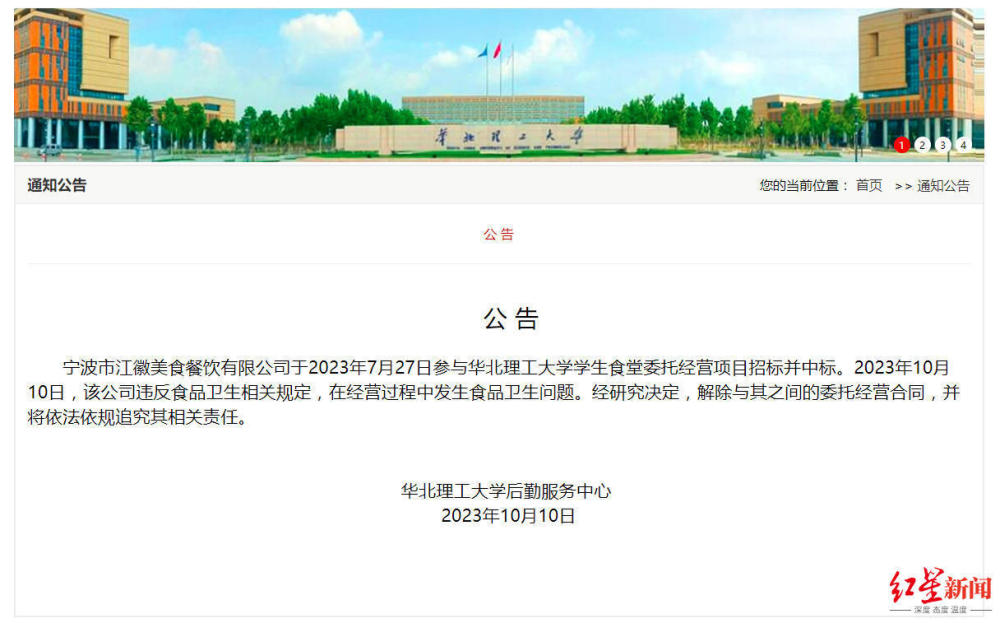 华北理工大学
NORTH CHINA UNIVERSITY OF SCIENCE AND TECHNOLOGY
1 2 3 4
通知公告
您的当前位置： 首页 >> 通知公告
公 告
公 告
宁波市江徽美食餐饮有限公司于2023年7月27日参与华北理工大学学生食堂委托经营项目招标并中标。2023年10月
10日，该公司违反食品卫生相关规定，在经营过程中发生食品卫生问题。经研究决定，解除与其之间的委托经营合同，并
将依法依规追究其相关责任。
华北理工大学后勤服务中心
2023年10月10日
红星新闻
深度 态度 温度